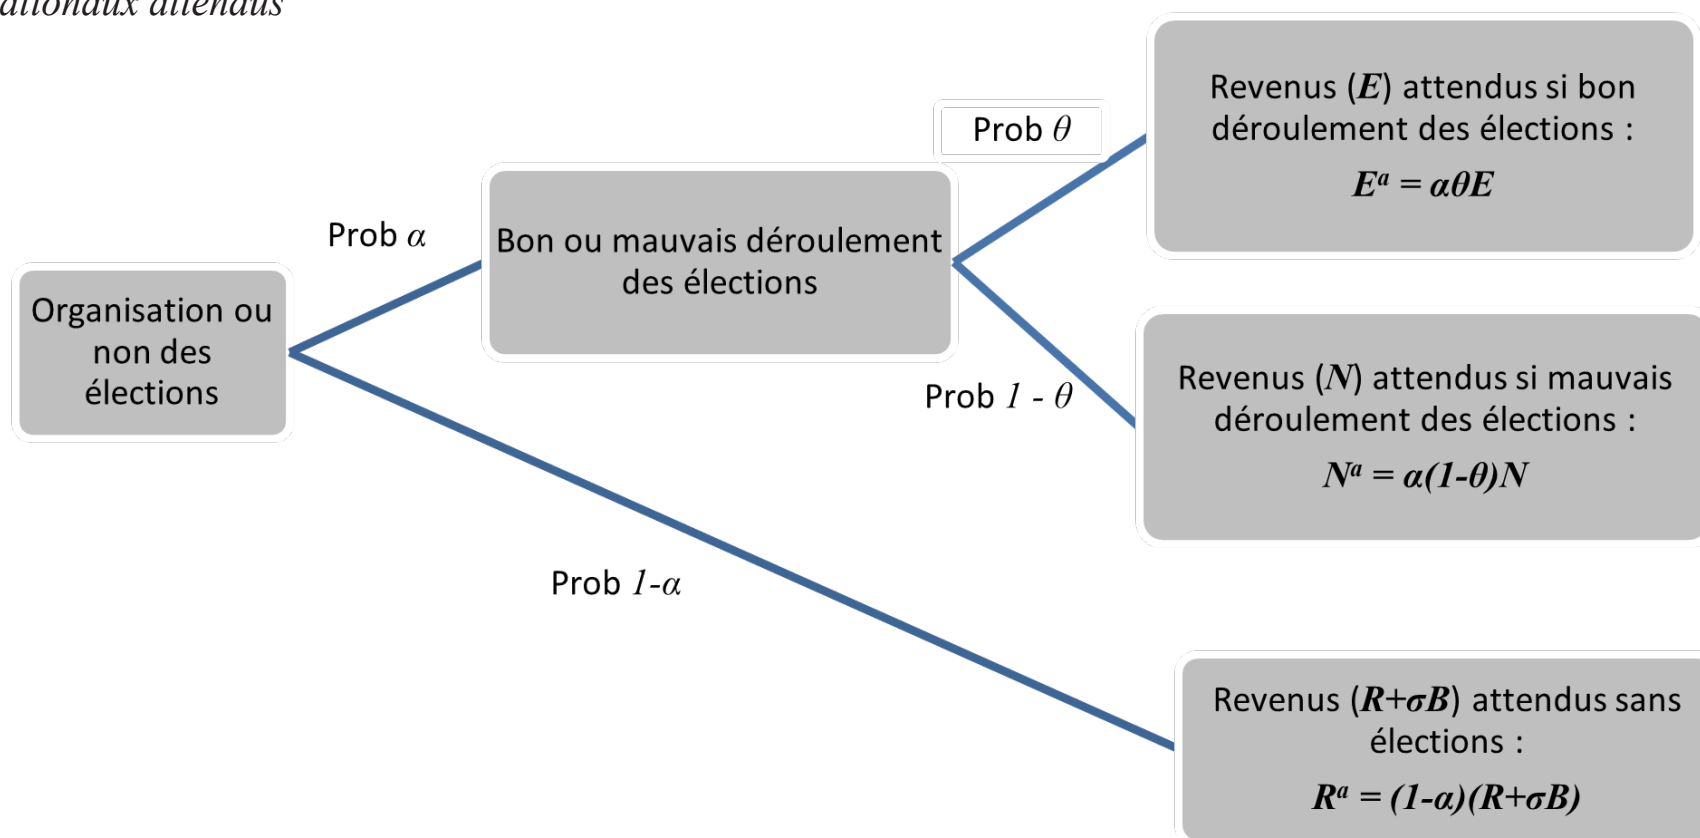 attendus
Prob α
Organisation ou
non des
élections
Bon ou mauvais déroulement
des élections
Prob θ
Revenus (E) attendus si bon
déroulement des élections :
Eᵃ = αθE
Prob 1 - θ
Revenus (N) attendus si mauvais
déroulement des élections :
Nᵃ = α(1-θ)N
Prob 1-α
Revenus (R+σB) attendus sans
élections :
Rᵃ = (1-α)(R+σB)